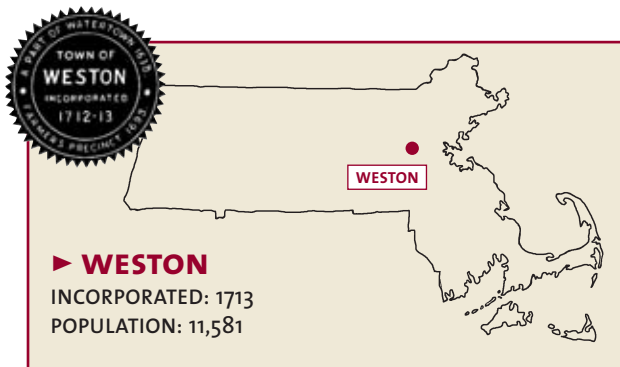 A PART OF WATERTOWN 1630
TOWN OF
WESTON
INCORPORATED
1712-13
FARMERS PRECINCT 1698
WESTON
► WESTON
INCORPORATED: 1713
POPULATION: 11,581